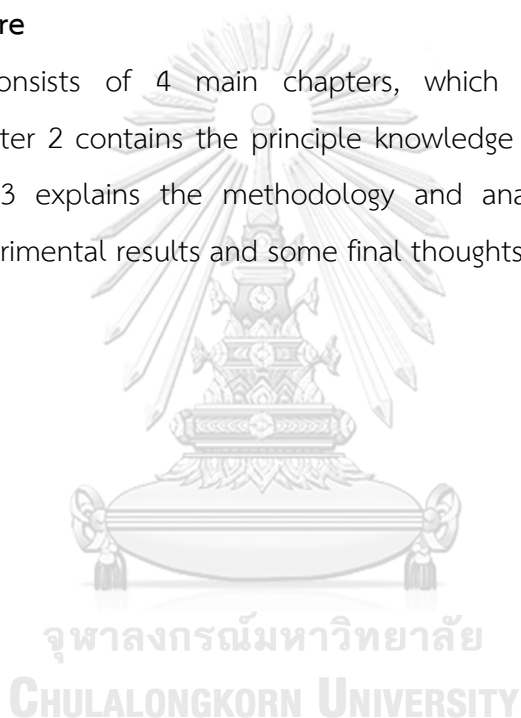 re
onsists of 4 main chapters, which
ter 2 contains the principle knowledge
3 explains the methodology and ana
rimental results and some final thoughts
จุฬาลงกรณ์มหาวิทยาลัย
CHULALONGKORN UNIVERSITY